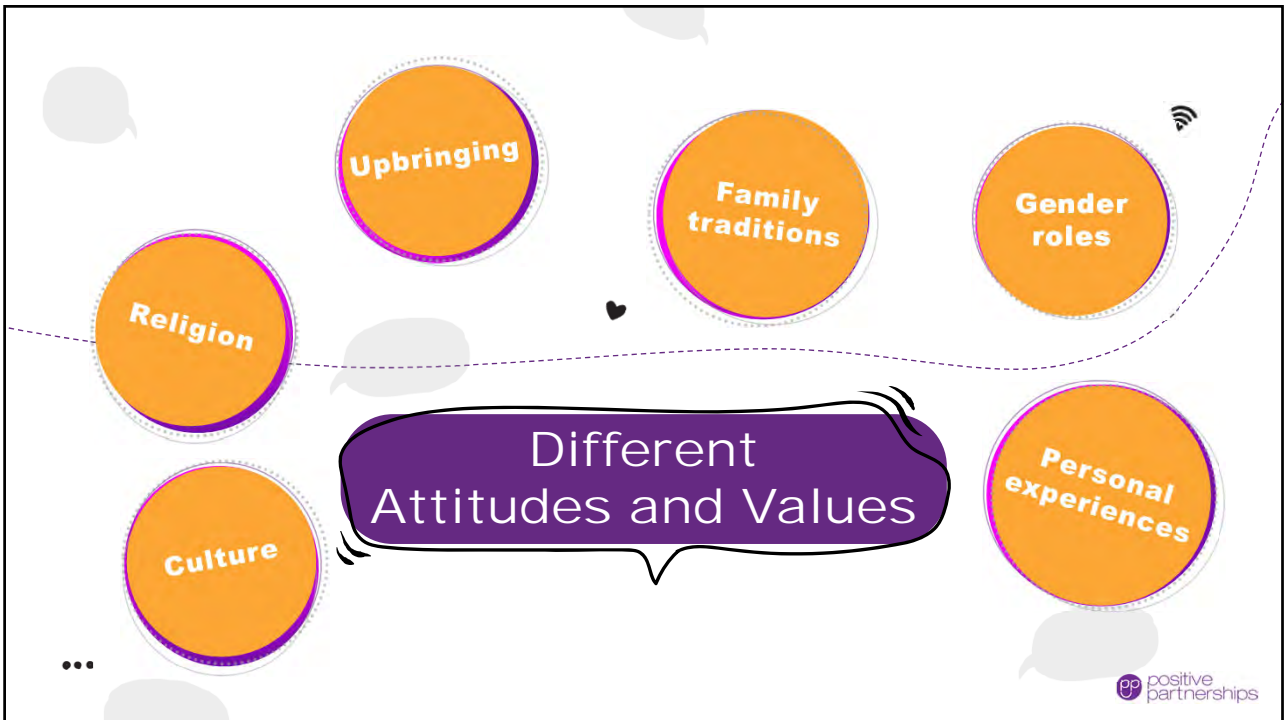 Upbringing
Family
traditions
Gender
roles
Religion
Different
Attitudes and Values
Personal
experiences
Culture
positive
partnerships